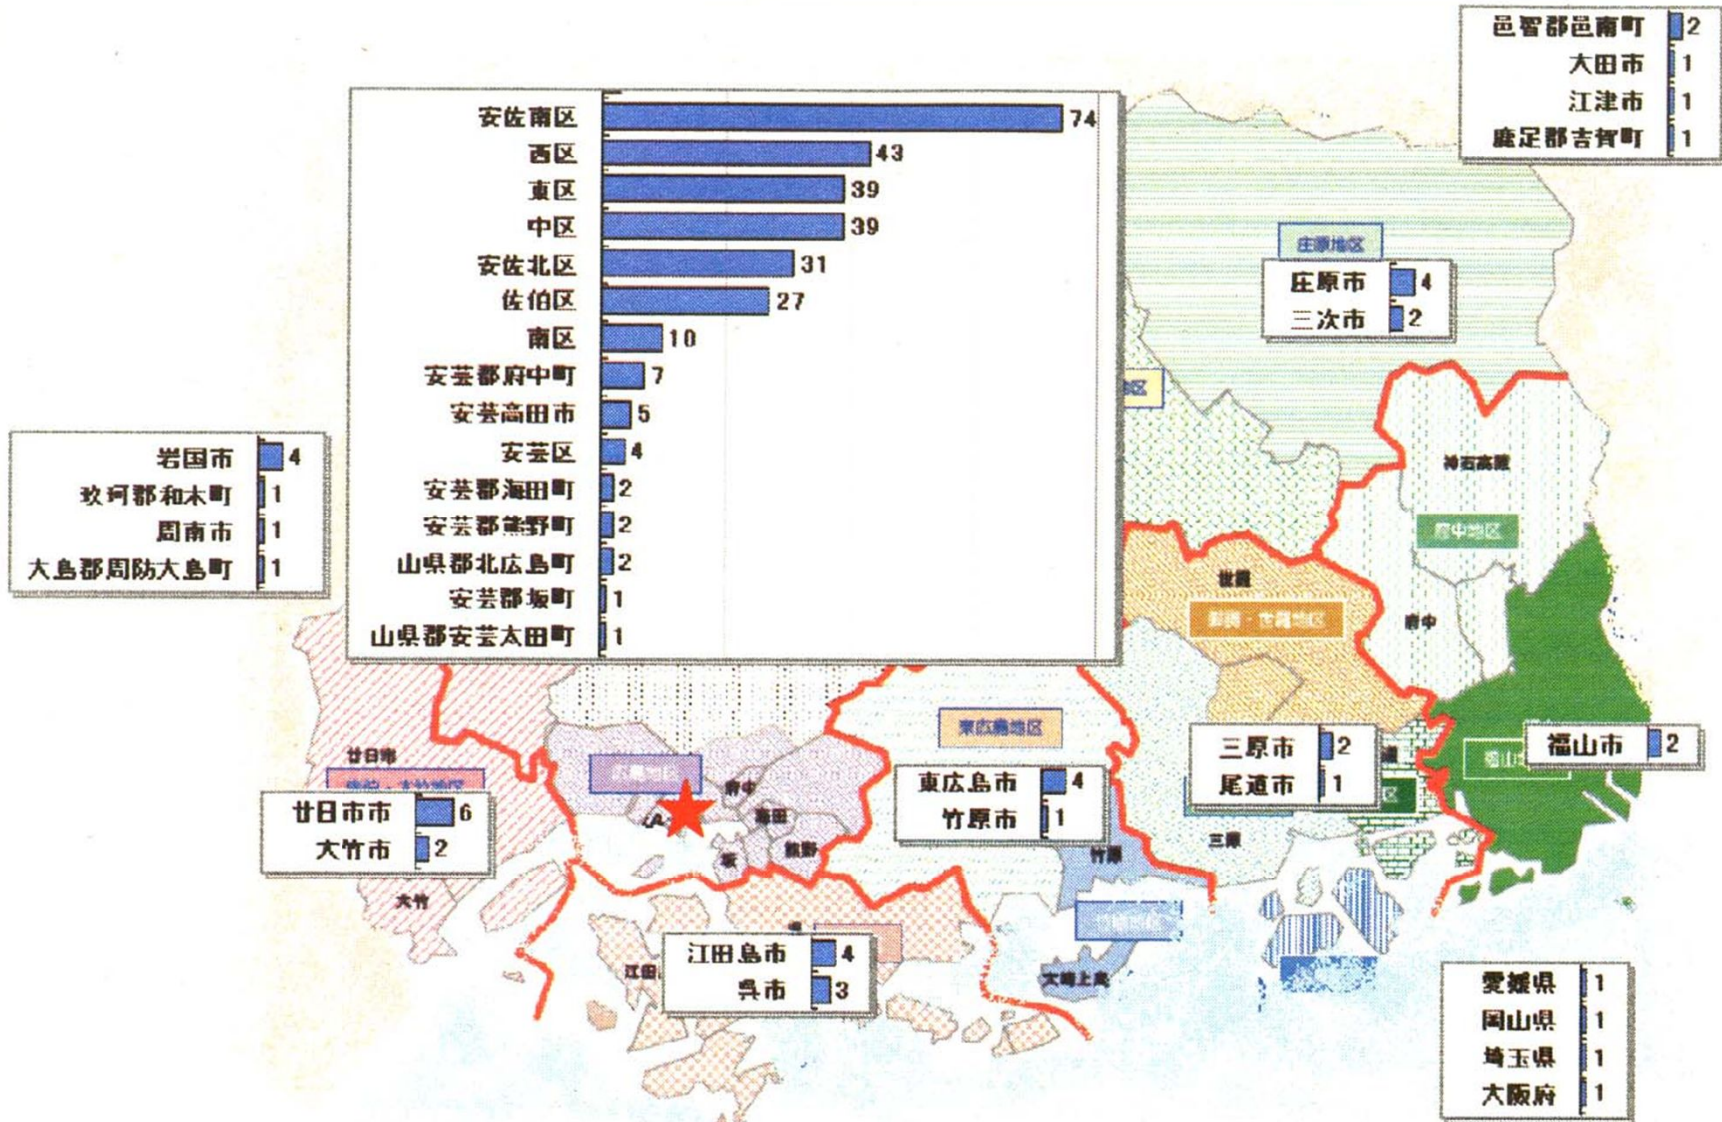 邑智郡邑南町 2
大田市 1
江津市 1
鹿足郡吉賀町 1
安佐南区 74
西区 43
東区 39
中区 39
安佐北区 31
佐伯区 27
南区 10
安芸郡府中町 7
安芸高田市 5
安芸区 4
安芸郡海田町 2
安芸郡熊野町 2
山県郡北広島町 2
安芸郡坂町 1
山県郡安芸太田町 1
庄原地区
庄原市 4
三次市 2
地区
岩国市 4
玖珂郡和木町 1
周南市 1
大島郡周防大島町 1
神石高原
府中地区
世羅
府中
東広島地区
広島地区
三原市 2
尾道市 1
福山市 2
廿日市
廿日市市 6
大竹市 2
府中
海田
坂
熊野
東広島市 4
竹原市 1
竹原
三原
区
大竹
江田島市 4
呉市 3
江田
大崎上島
愛媛県 1
岡山県 1
埼玉県 1
大阪府 1